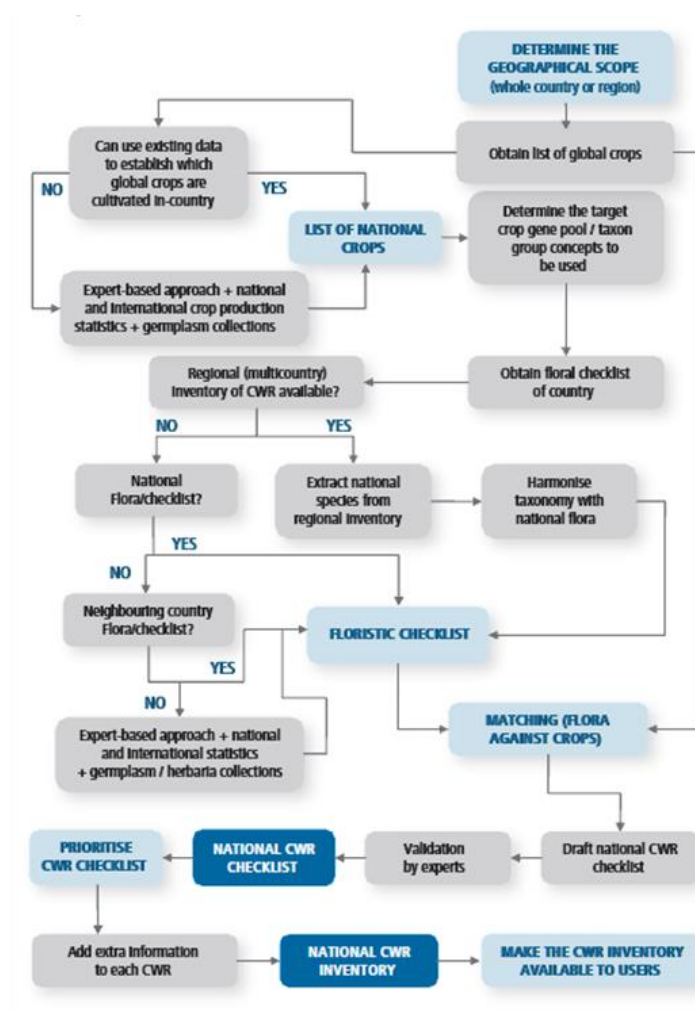 DETERMINE THE
GEOGRAPHICAL SCOPE
(whole country or region)
Can use existing data
to establish which
global crops are
cultivated in-country
Obtain list of global crops
NO
YES
LIST OF NATIONAL
CROPS
Determine the target
crop gene pool / taxon
group concepts to
be used
Expert-based approach + national
and international crop production
statistics + germplasm collections
Regional (multicountry)
Inventory of CWR available?
Obtain floral checklist
of country
NO
YES
National
Flora/checklist?
Extract national
species from
regional inventory
Harmonise
taxonomy with
national flora
YES
NO
Neighbouring country
Flora/checklist?
FLORISTIC CHECKLIST
YES
NO
Expert-based approach + national
and international statistics
+ germplasm / herbaria collections
MATCHING (FLORA
AGAINST CROPS)
PRIORITISE
CWR CHECKLIST
NATIONAL CWR
CHECKLIST
Validation
by experts
Draft national CWR
checklist
Add extra information
to each CWR
NATIONAL CWR
INVENTORY
MAKE THE CWR INVENTORY
AVAILABLE TO USERS